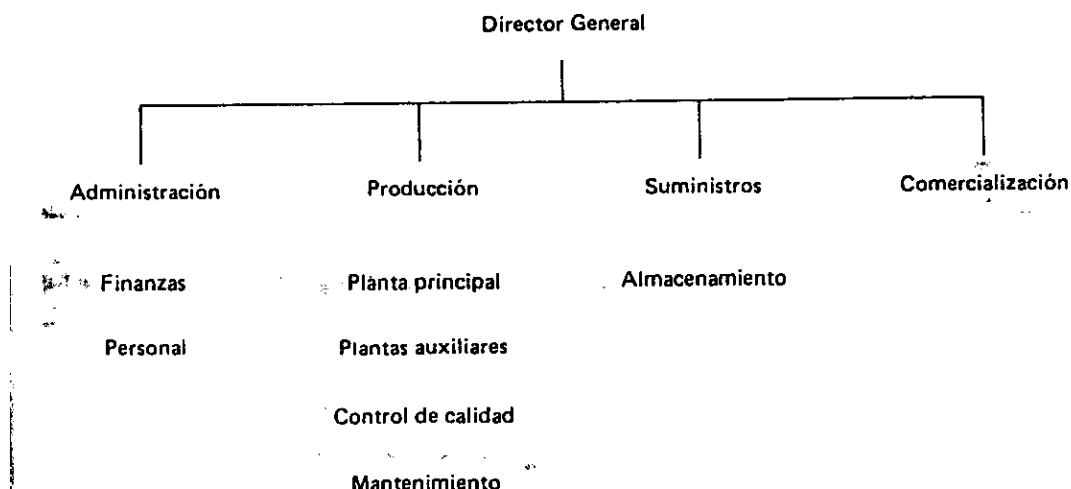 Director General
Administración Producción Suministros Comercialización
Finanzas Planta principal Almacenamiento
Personal Plantas auxiliares
Control de calidad
Mantenimiento